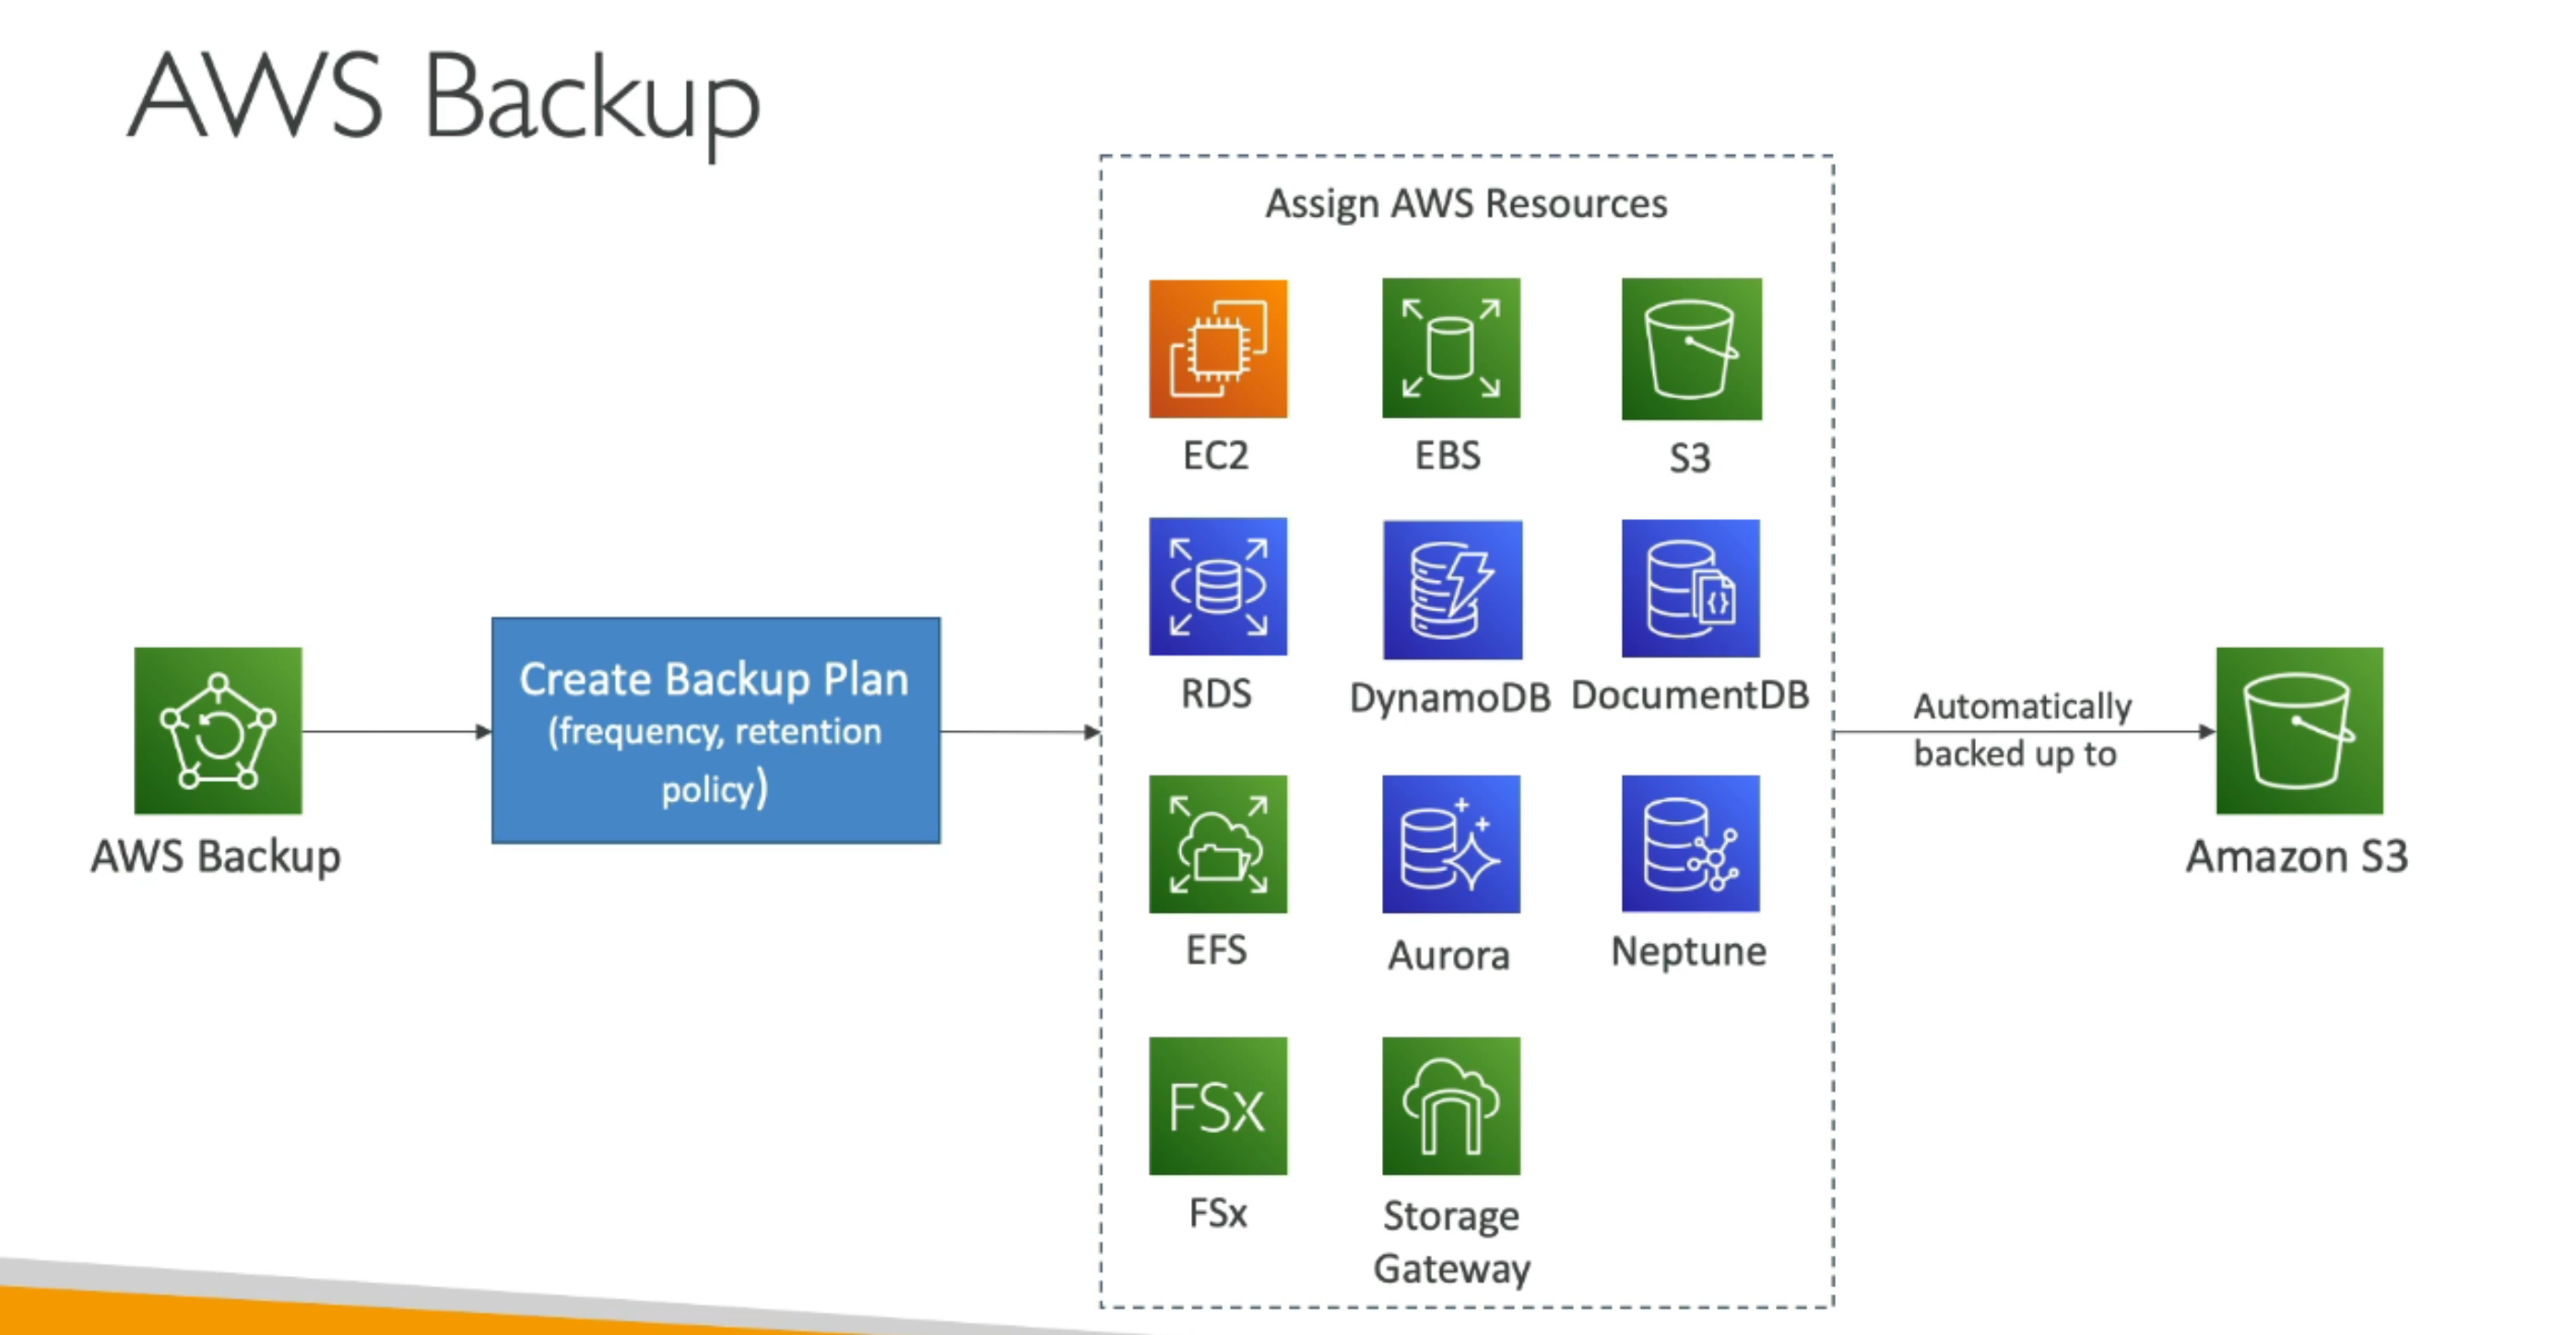 AWS Backup
Assign AWS Resources
EC2
EBS
S3
RDS
DynamoDB
DocumentDB
Create Backup Plan
(frequency, retention
policy)
AWS Backup
Automatically
backed up to
Amazon S3
EFS
Aurora
Neptune
FSx
FSx
Storage
Gateway